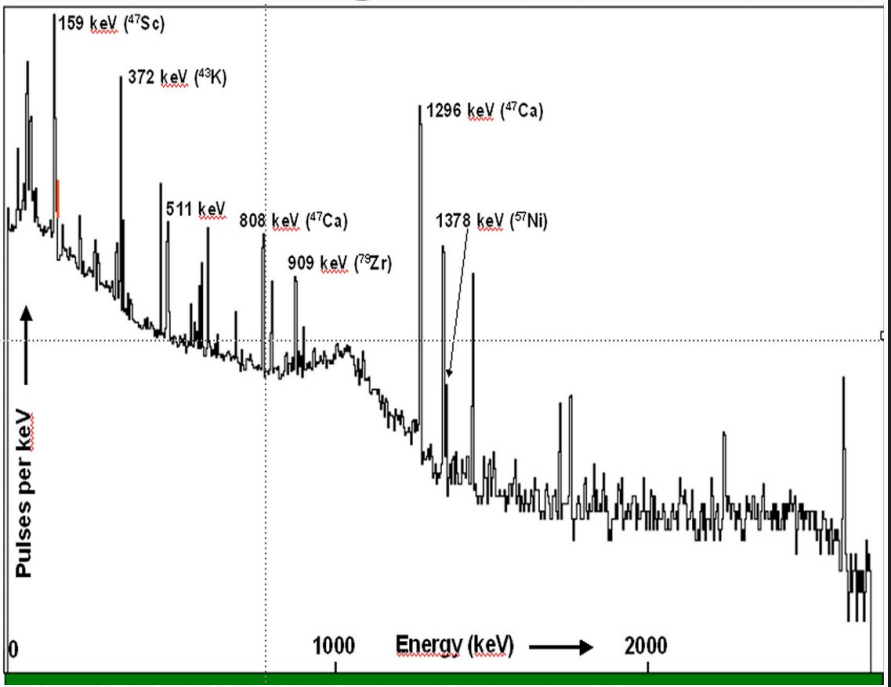 159 keV (⁴⁷Sc)
372 keV (⁴³K)
1296 keV (⁴⁷Ca)
511 keV
808 keV (⁴⁷Ca)
1378 keV (⁵⁷Ni)
909 keV (⁷⁹Zr)
Pulses per keV
0
1000
Energy (keV)
2000